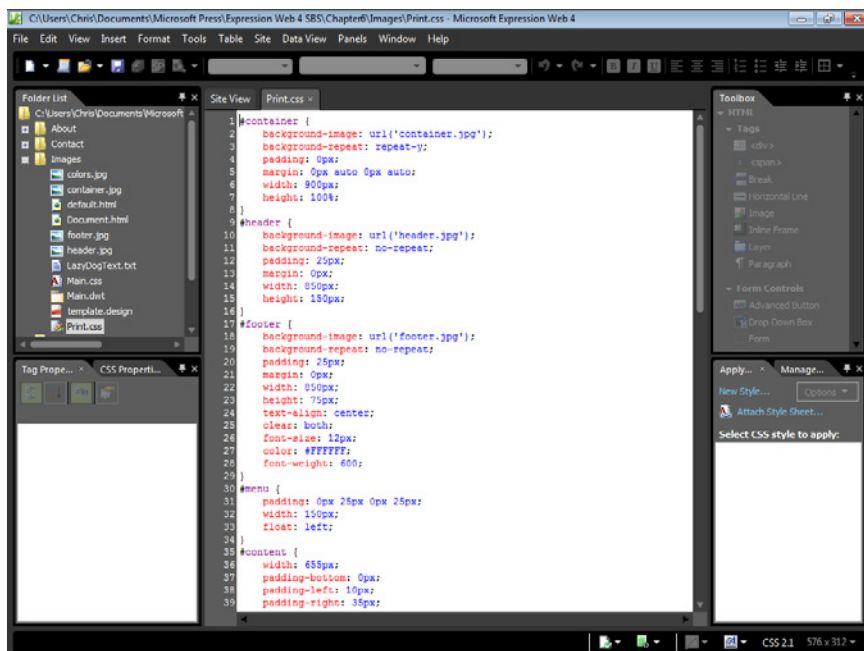 C:\Users\Chris\Documents\Microsoft Press\Expression Web 4 SBS\Chapter6\Images\Print.css - Microsoft Expression Web 4
File Edit View Insert Format Tools Table Site Data View Panels Window Help
Folder List
C:\Users\Chris\Documents\Microsoft
About
Contact
Images
colors.jpg
container.jpg
default.html
Document.html
footer.jpg
header.jpg
LazyDogText.txt
Main.css
Main.dwt
template.design
Print.css
Tag Prope... × CSS Properti...
Site View Print.css ×
1 #container {
2 background-image: url('container.jpg');
3 background-repeat: repeat-y;
4 padding: 0px;
5 margin: 0px auto 0px auto;
6 width: 900px;
7 height: 100%;
8 }
9 #header {
10 background-image: url('header.jpg');
11 background-repeat: no-repeat;
12 padding: 25px;
13 margin: 0px;
14 width: 850px;
15 height: 150px;
16 }
17 #footer {
18 background-image: url('footer.jpg');
19 background-repeat: no-repeat;
20 padding: 25px;
21 margin: 0px;
22 width: 850px;
23 height: 75px;
24 text-align: center;
25 clear: both;
26 font-size: 12px;
27 color: #FFFFFF;
28 font-weight: 600;
29 }
30 #menu {
31 padding: 0px 25px 0px 25px;
32 width: 150px;
33 float: left;
34 }
35 #content {
36 width: 655px;
37 padding-bottom: 0px;
38 padding-left: 10px;
39 padding-right: 35px;
Toolbox
HTML
Tags
<div>
<span>
Break
Horizontal Line
Image
Inline Frame
Layer
Paragraph
Form Controls
Advanced Button
Drop-Down Box
Form
Apply... × Manage...
New Style... Options
Attach Style Sheet...
Select CSS style to apply:
CSS 2.1 576 x 312